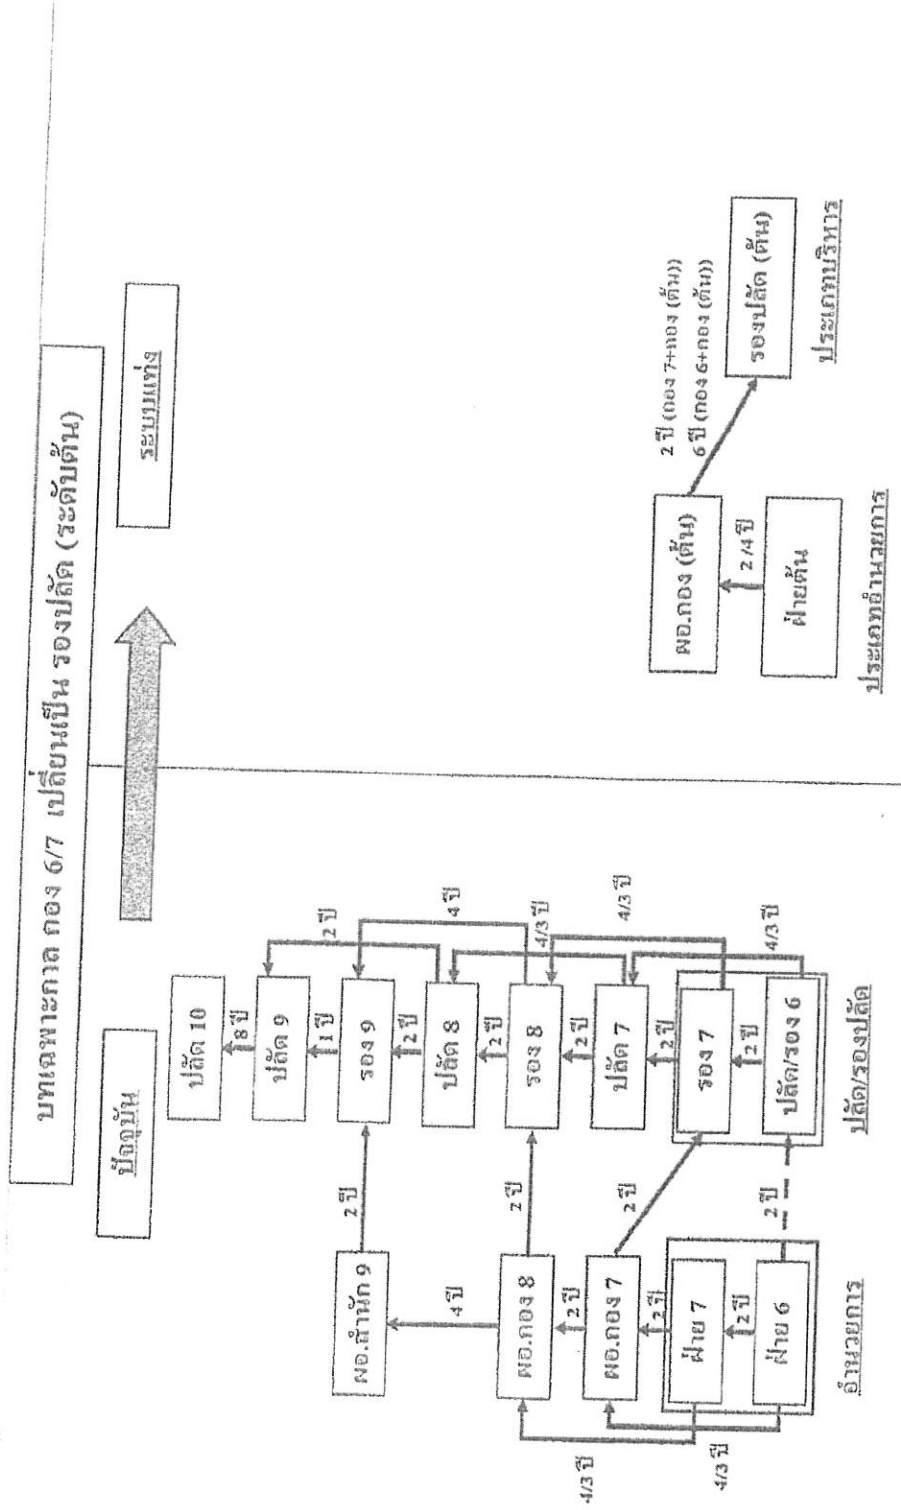 บทเฉพาะกาล กอง 6/7 เปลี่ยนเป็น รองปลัด (ระดับต้น)
ปัจจุบัน
ระบบแท่ง
ปลัด 10
8 ปี
ปลัด 9
1 ปี
2 ปี
ผอ.สำนัก 9
2 ปี
รอง 9
2 ปี
4 ปี
4 ปี
ปลัด 8
2 ปี
4/3 ปี
ผอ.กอง 8
2 ปี
รอง 8
2 ปี
2 ปี
4/3 ปี
ผอ.กอง 7
2 ปี
ปลัด 7
4/3 ปี
2 ปี
2 ปี
ฝ่าย 7
รอง 7
4/3 ปี
2 ปี
2 ปี
4/3 ปี
ฝ่าย 6
2 ปี
ปลัด/รอง 6
อำนวยการ
ปลัด/รองปลัด
2 ปี (กอง 7+กอง (ต้น))
6 ปี (กอง 6+กอง (ต้น))
ผอ.กอง (ต้น)
รองปลัด (ต้น)
2 /4 ปี
ฝ่ายต้น
ประเภทบริหาร
ประเภทอำนวยการ